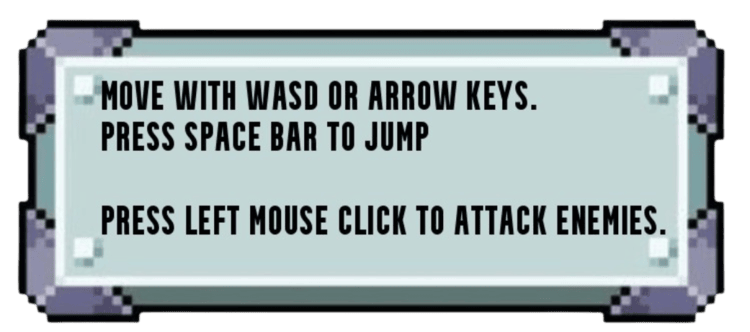 MOVE WITH WASD OR ARROW KEYS.
PRESS SPACE BAR TO JUMP
PRESS LEFT MOUSE CLICK TO ATTACK ENEMIES.